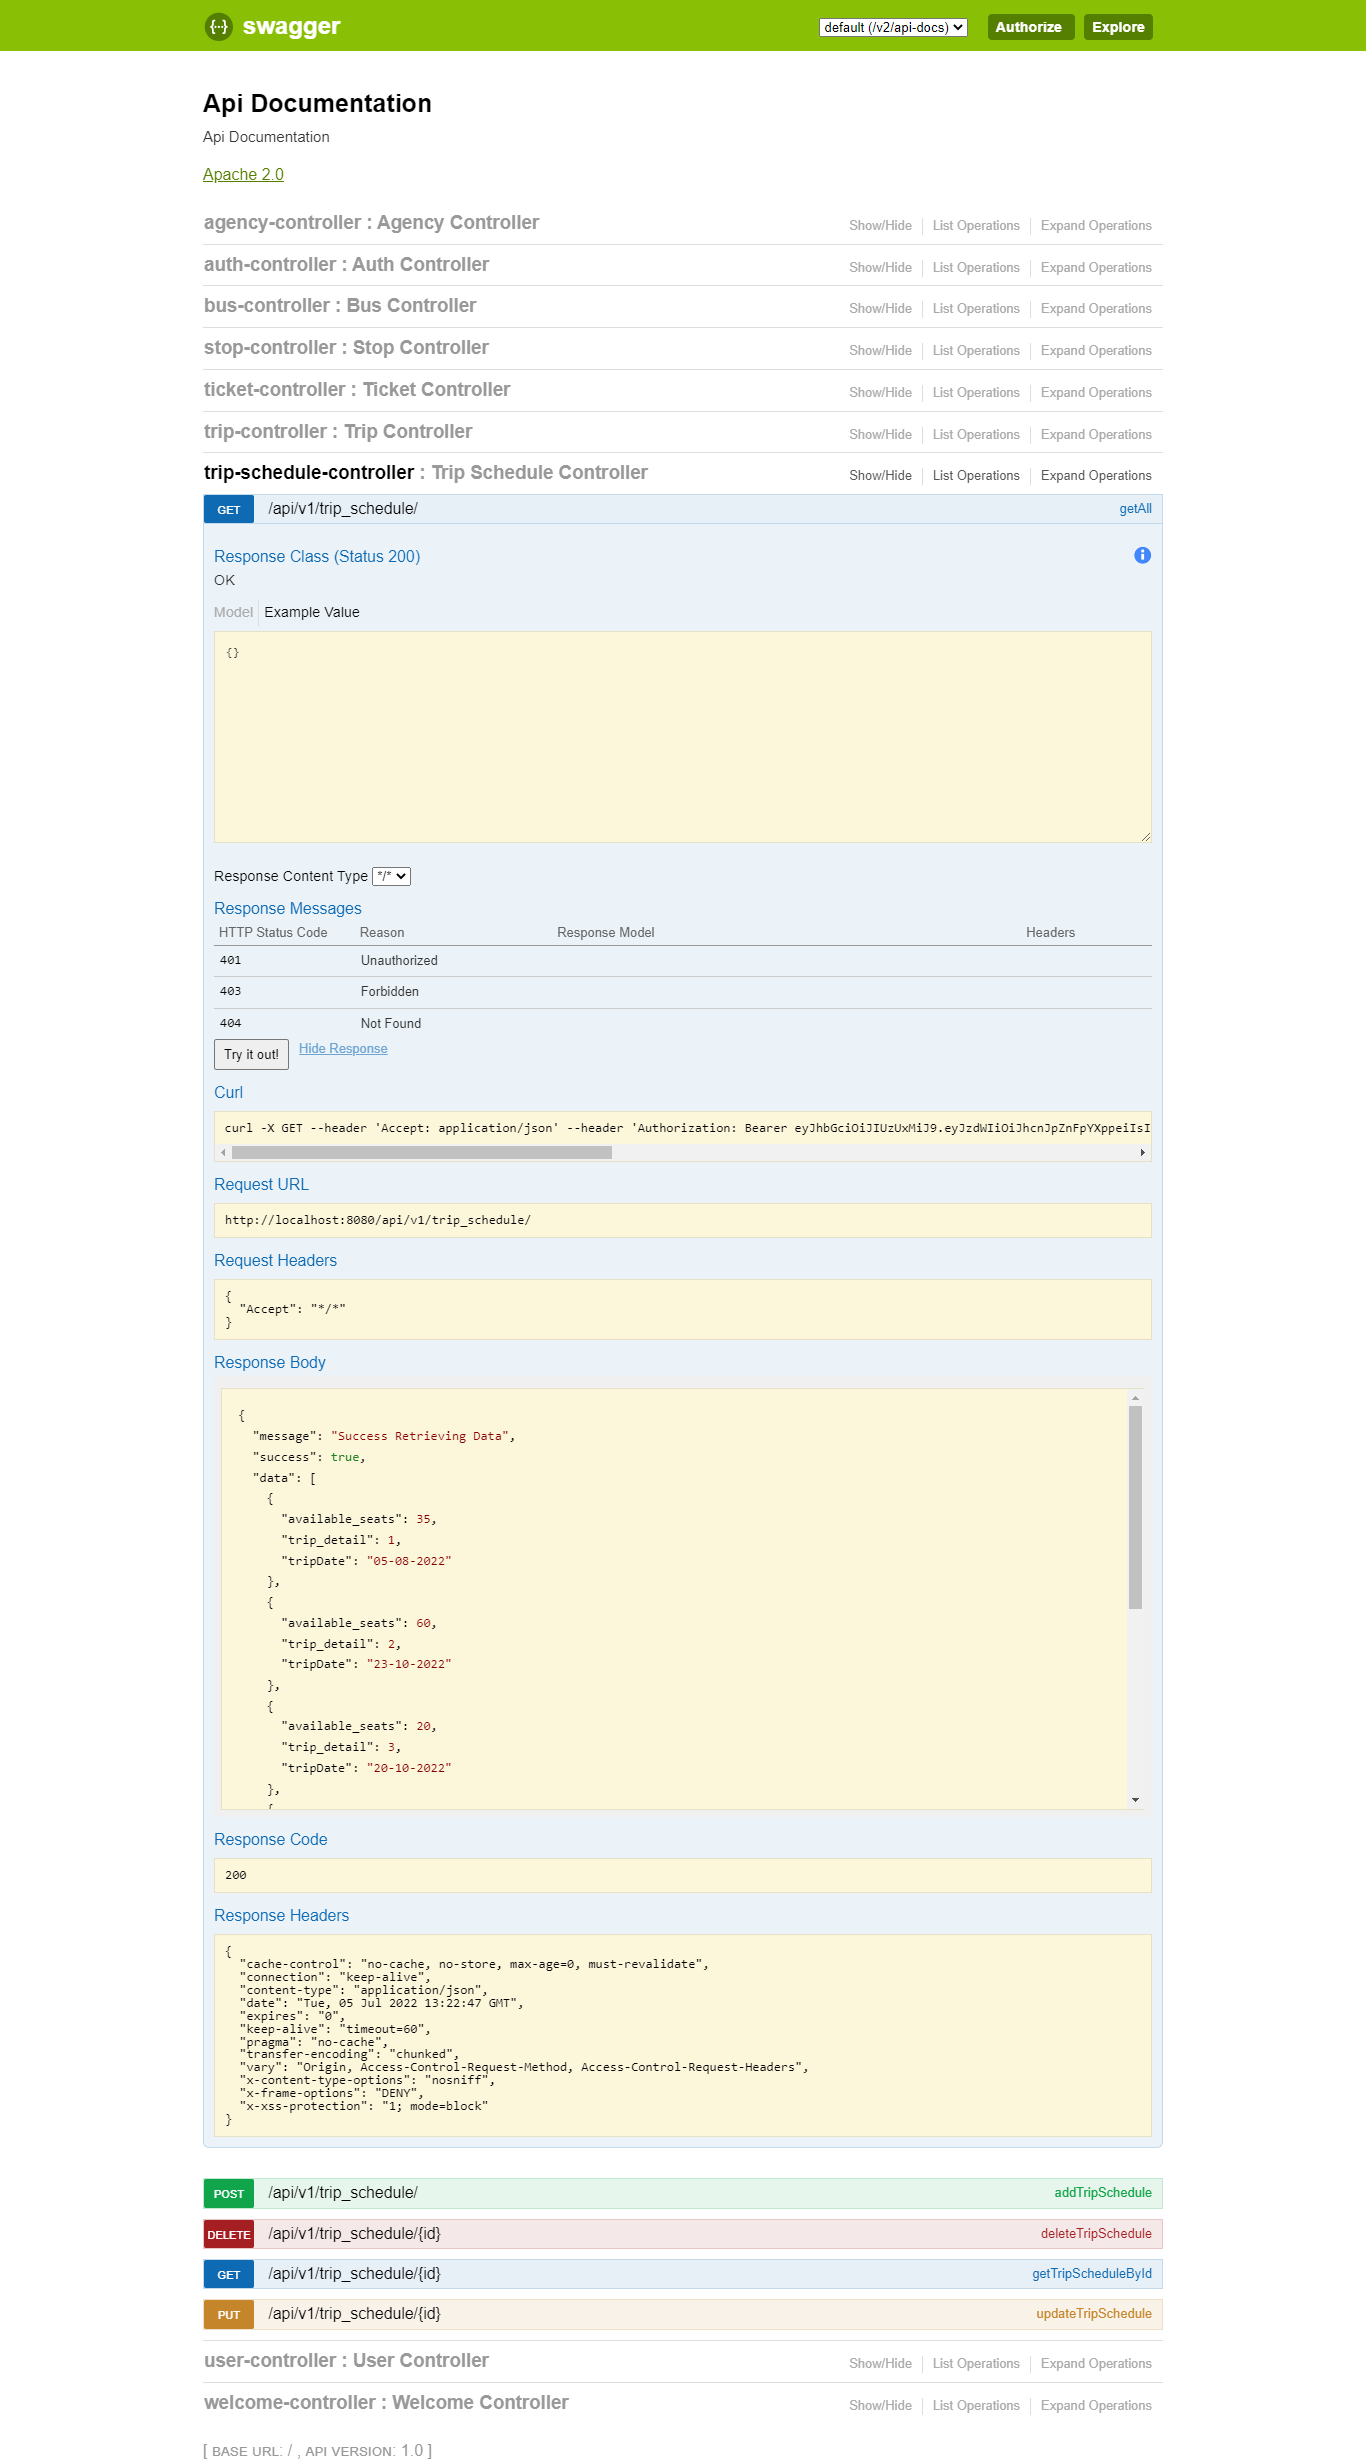 swagger
default (/v2/api-docs)
Authorize
Explore
Api Documentation
Api Documentation
Apache 2.0
agency-controller : Agency Controller Show/Hide List Operations Expand Operations
auth-controller : Auth Controller Show/Hide List Operations Expand Operations
bus-controller : Bus Controller Show/Hide List Operations Expand Operations
stop-controller : Stop Controller Show/Hide List Operations Expand Operations
ticket-controller : Ticket Controller Show/Hide List Operations Expand Operations
trip-controller : Trip Controller Show/Hide List Operations Expand Operations
trip-schedule-controller : Trip Schedule Controller Show/Hide List Operations Expand Operations
GET /api/v1/trip_schedule/ getAll
Response Class (Status 200)
OK
Model Example Value
{}
Response Content Type */*
Response Messages
HTTP Status Code Reason Response Model Headers
401 Unauthorized
403 Forbidden
404 Not Found
Try it out! Hide Response
Curl
curl -X GET --header 'Accept: application/json' --header 'Authorization: Bearer eyJhbGciOiJIUzUxMiJ9.eyJzdWIiOiJhcnJpZnFpYXppeiIsI
Request URL
http://localhost:8080/api/v1/trip_schedule/
Request Headers
{
"Accept": "*/*"
}
Response Body
{
"message": "Success Retrieving Data",
"success": true,
"data": [
{
"available_seats": 35,
"trip_detail": 1,
"tripDate": "05-08-2022"
},
{
"available_seats": 60,
"trip_detail": 2,
"tripDate": "23-10-2022"
},
{
"available_seats": 20,
"trip_detail": 3,
"tripDate": "20-10-2022"
},
{
Response Code
200
Response Headers
{
"cache-control": "no-cache, no-store, max-age=0, must-revalidate",
"connection": "keep-alive",
"content-type": "application/json",
"date": "Tue, 05 Jul 2022 13:22:47 GMT",
"expires": "0",
"keep-alive": "timeout=60",
"pragma": "no-cache",
"transfer-encoding": "chunked",
"vary": "Origin, Access-Control-Request-Method, Access-Control-Request-Headers",
"x-content-type-options": "nosniff",
"x-frame-options": "DENY",
"x-xss-protection": "1; mode=block"
}
POST /api/v1/trip_schedule/ addTripSchedule
DELETE /api/v1/trip_schedule/{id} deleteTripSchedule
GET /api/v1/trip_schedule/{id} getTripScheduleById
PUT /api/v1/trip_schedule/{id} updateTripSchedule
user-controller : User Controller Show/Hide List Operations Expand Operations
welcome-controller : Welcome Controller Show/Hide List Operations Expand Operations
[ BASE URL: / , API VERSION: 1.0 ]